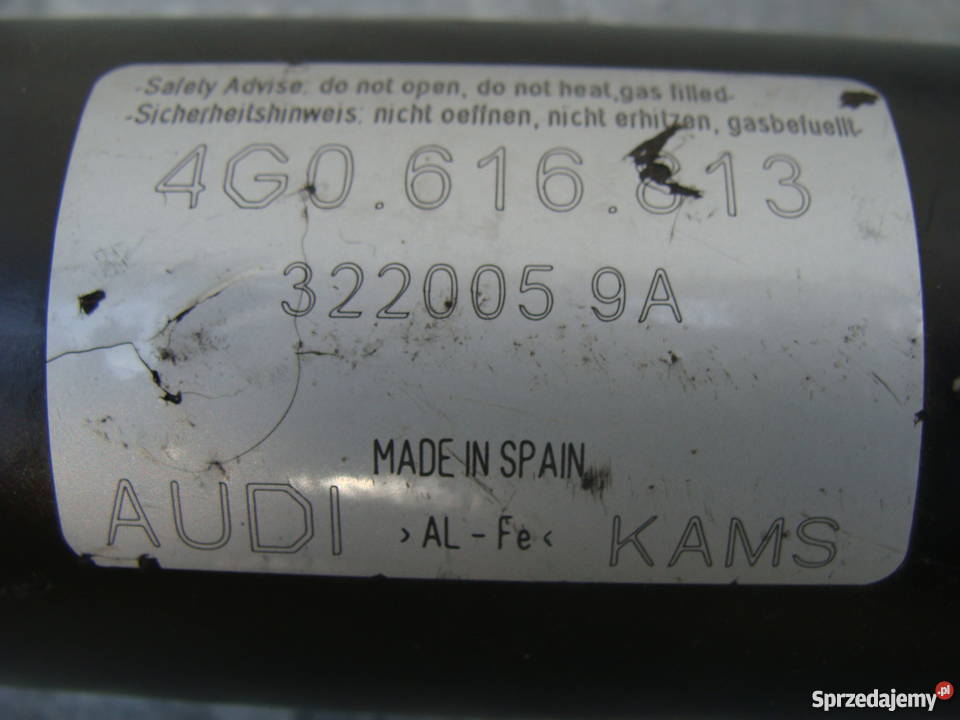 -Safety Advise: do not open, do not heat,gas filled-
-Sicherheitshinweis: nicht oeffnen, nicht erhitzen, gasbefuellt-
4G0.616.813
322005 9A
MADE IN SPAIN
AUDI >AL-Fe< KAMS
Sprzedajemy.pl